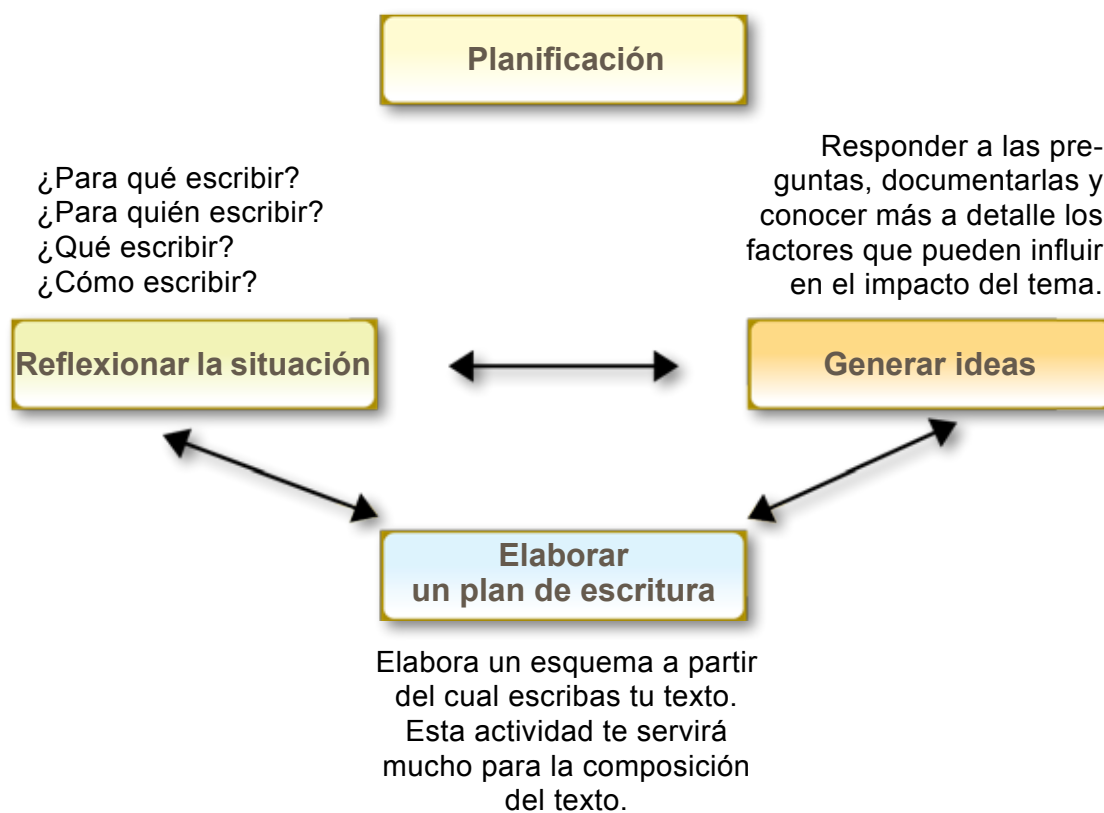 Planificación
¿Para qué escribir?
¿Para quién escribir?
¿Qué escribir?
¿Cómo escribir?
Responder a las pre-
guntas, documentarlas y
conocer más a detalle los
factores que pueden influir
en el impacto del tema.
Reflexionar la situación
Generar ideas
Elaborar
un plan de escritura
Elabora un esquema a partir
del cual escribas tu texto.
Esta actividad te servirá
mucho para la composición
del texto.